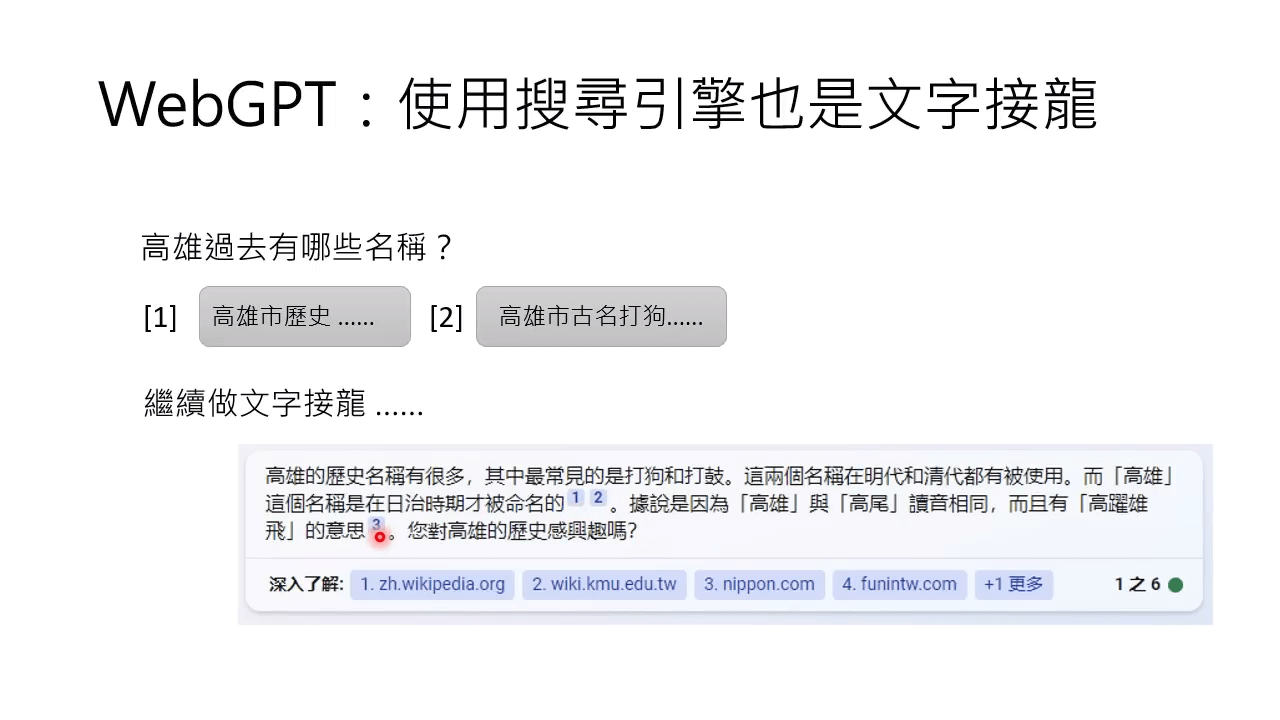 WebGPT：使用搜尋引擎也是文字接龍
高雄過去有哪些名稱？
[1] 高雄市歷史 ...... [2] 高雄市古名打狗......
繼續做文字接龍 ......
高雄的歷史名稱有很多，其中最常見的是打狗和打鼓。這兩個名稱在明代和清代都有被使用。而「高雄」
這個名稱是在日治時期才被命名的 1 2 。據說是因為「高雄」與「高尾」讀音相同，而且有「高躍雄
飛」的意思 3 。您對高雄的歷史感興趣嗎？
深入了解: 1. zh.wikipedia.org 2. wiki.kmu.edu.tw 3. nippon.com 4. funintw.com +1 更多 1 之 6